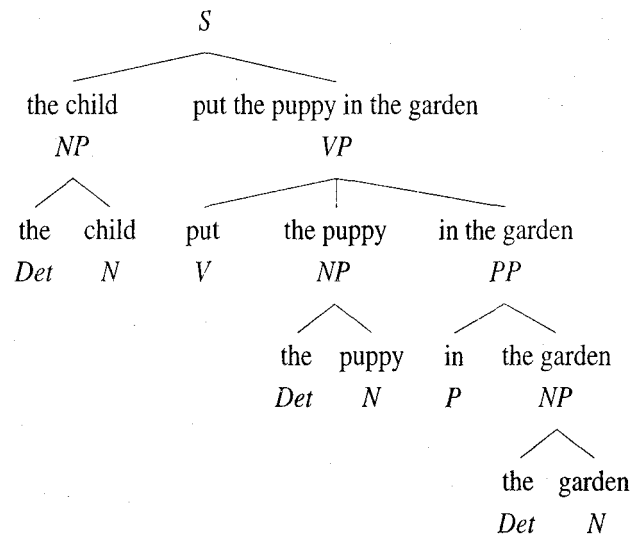 S
the child put the puppy in the garden
NP VP
the child put the puppy in the garden
Det N V NP PP
the puppy in the garden
Det N P NP
the garden
Det N